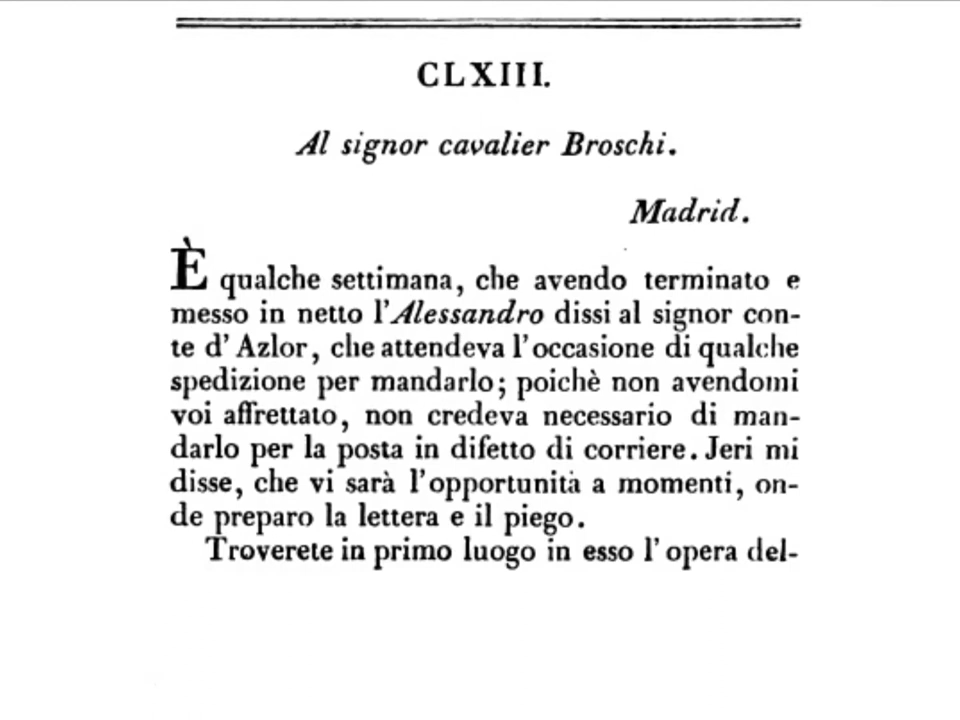 CLXIII.
Al signor cavalier Broschi.
Madrid.
È qualche settimana, che avendo terminato e
messo in netto l'Alessandro dissi al signor con-
te d'Azlor, che attendeva l'occasione di qualche
spedizione per mandarlo; poichè non avendomi
voi affrettato, non credeva necessario di man-
darlo per la posta in difetto di corriere. Jeri mi
disse, che vi sarà l'opportunità a momenti, on-
de preparo la lettera e il piego.
Troverete in primo luogo in esso l'opera del-